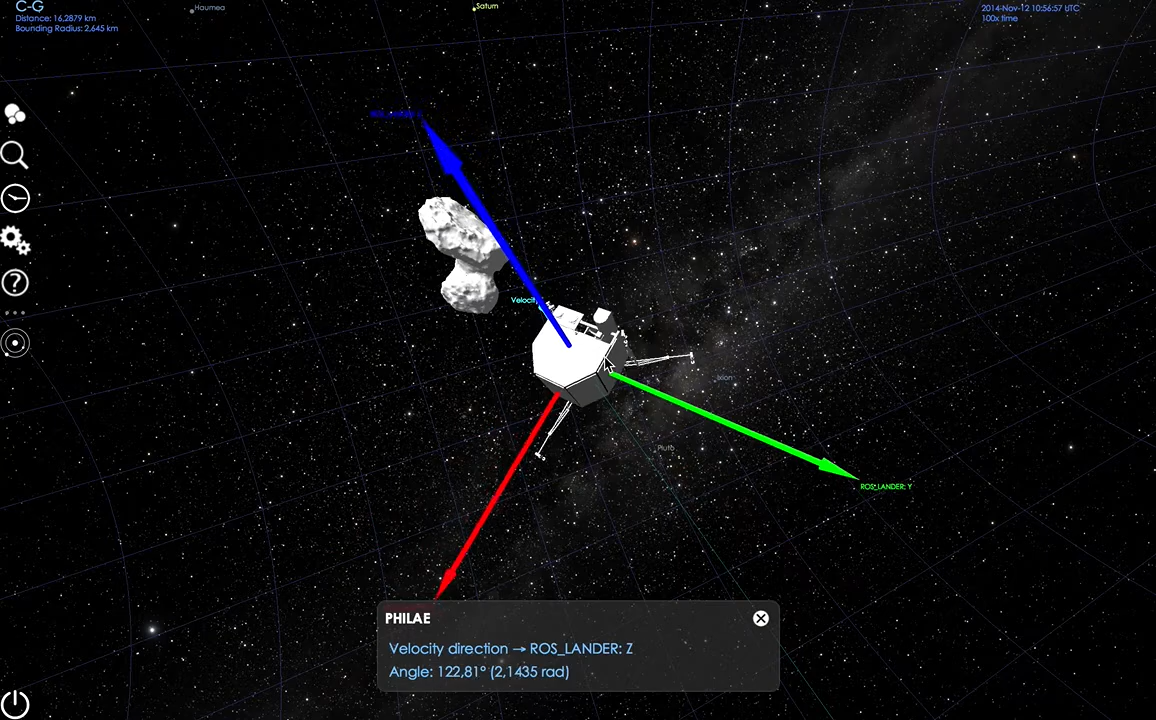 C-G
Distance: 16,2879 km
Bounding Radius: 2,645 km
Haumea
Saturn
2014-Nov-12 10:56:57 UTC
100x time
Velocity
Ixion
Pluto
ROS_LANDER: Y
PHILAE
Velocity direction → ROS_LANDER: Z
Angle: 122,81° (2,1435 rad)